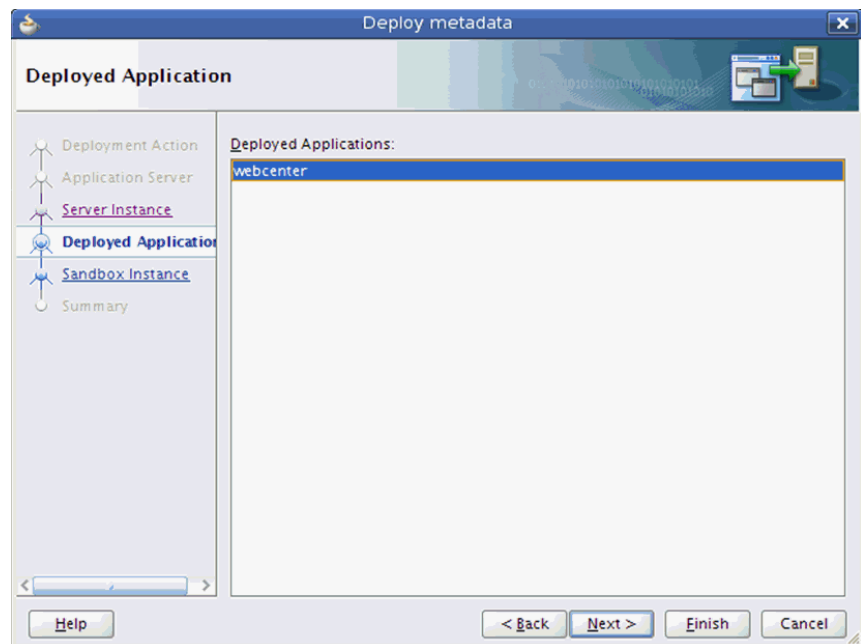 Deploy metadata
Deployed Application
Deployment Action
Application Server
Server Instance
Deployed Application
Sandbox Instance
Summary
Deployed Applications:
webcenter
Help
< Back
Next >
Finish
Cancel